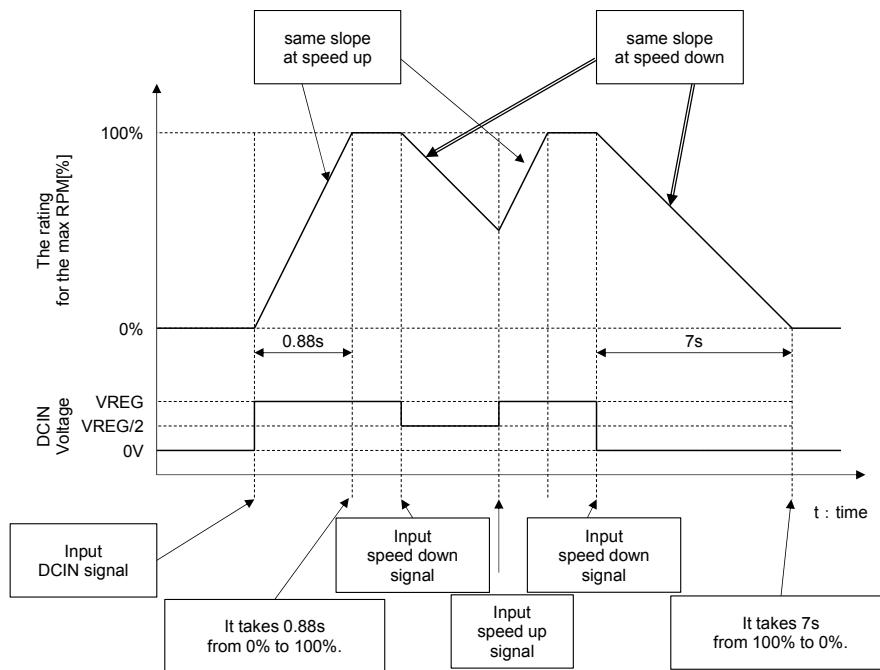 same slope
at speed up
same slope
at speed down
100%
The rating
for the max RPM[%]
0%
0.88s
7s
VREG
DCIN
Voltage
VREG/2
0V
t : time
Input
DCIN signal
Input
speed down
signal
Input
speed down
signal
It takes 0.88s
from 0% to 100%.
Input
speed up
signal
It takes 7s
from 100% to 0%.